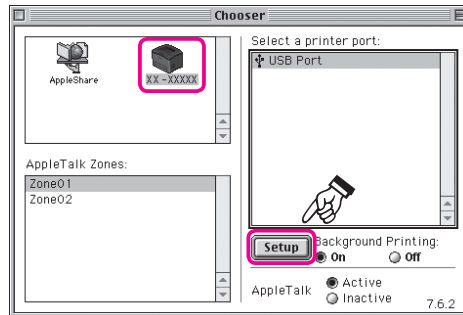 Chooser
AppleShare
XX-XXXXX
Select a printer port:
USB Port
AppleTalk Zones:
Zone01
Zone02
Setup
Background Printing:
On
Off
AppleTalk
Active
Inactive
7.6.2